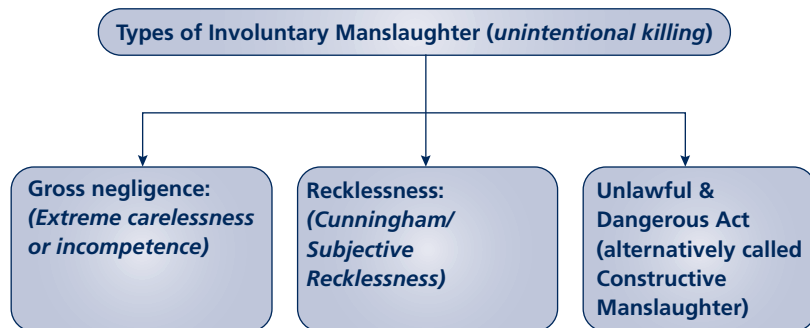 Types of Involuntary Manslaughter (unintentional killing)
Gross negligence:
(Extreme carelessness
or incompetence)
Recklessness:
(Cunningham/
Subjective
Recklessness)
Unlawful &
Dangerous Act
(alternatively called
Constructive
Manslaughter)